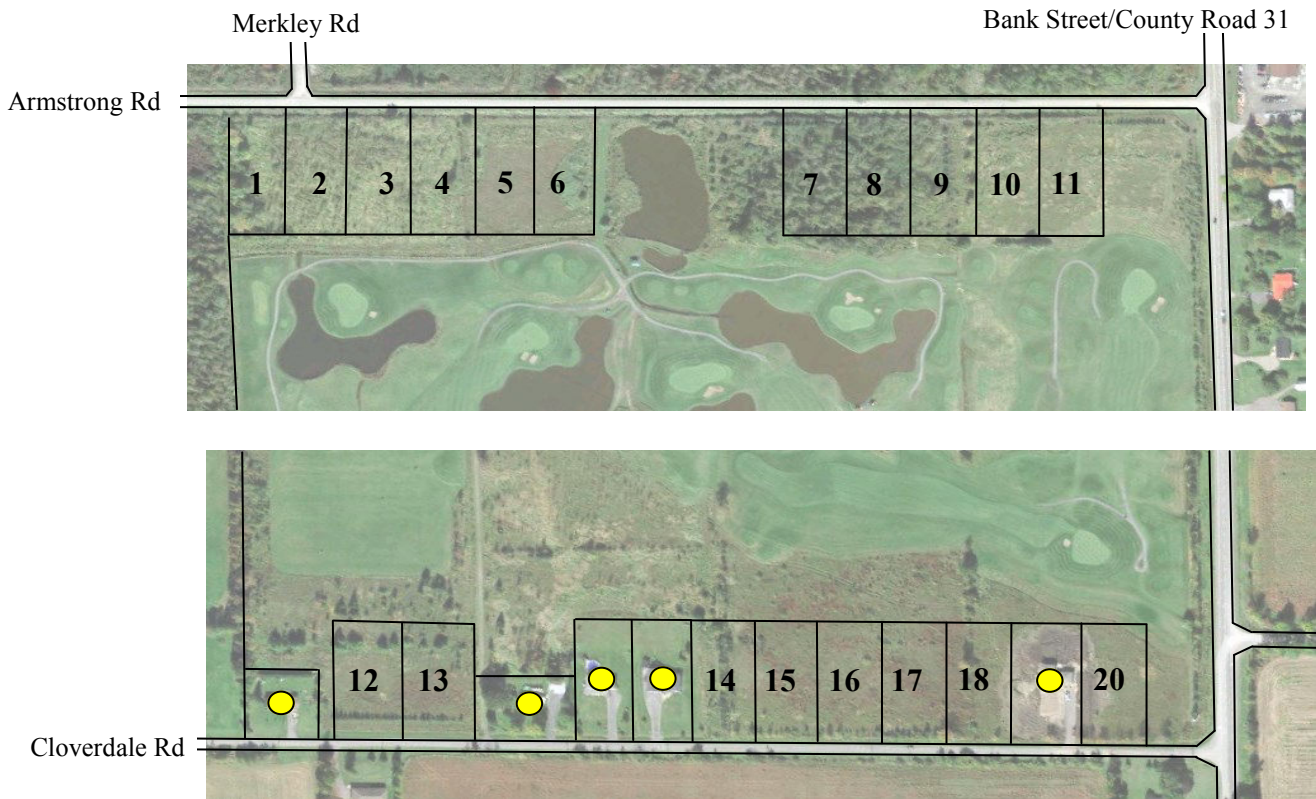 Merkley Rd
Bank Street/County Road 31
Armstrong Rd
1 2 3 4 5 6 7 8 9 10 11
12 13 14 15 16 17 18 20
Cloverdale Rd